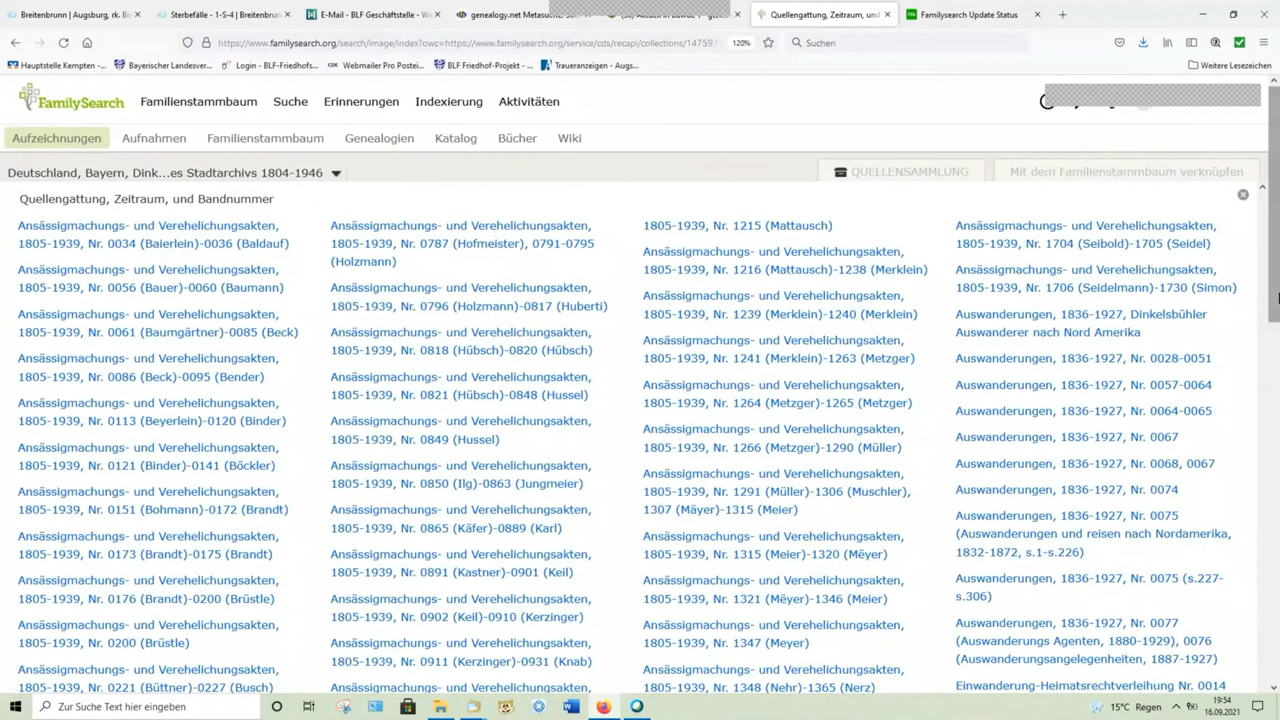 Breitenbrunn | Augsburg, rk. Bis
Sterbefälle - 1-S-4 | Breitenbrun
E-Mail - BLF Geschäftsstelle - W
genealogy.net Metasuche:
Quellengattung, Zeitraum, und
Familysearch Update Status
https://www.familysearch.org/search/image/index?owc=https://www.familysearch.org/service/cds/recapi/collections/147597
120%
Suchen
Hauptstelle Kempten -...
Bayerischer Landesver...
Login - BLF-Friedhofs...
Webmailer Pro Postei...
BLF Friedhof-Projekt - ...
Traueranzeigen - Augs...
Weitere Lesezeichen
FamilySearch
Familienstammbaum
Suche
Erinnerungen
Indexierung
Aktivitäten
Aufzeichnungen
Aufnahmen
Familienstammbaum
Genealogien
Katalog
Bücher
Wiki
Deutschland, Bayern, Dink...es Stadtarchivs 1804-1946
QUELLENSAMMLUNG
Mit dem Familienstammbaum verknüpfen
Quellengattung, Zeitraum, und Bandnummer
Ansässigmachungs- und Verehelichungsakten,
1805-1939, Nr. 0034 (Baierlein)-0036 (Baldauf)
Ansässigmachungs- und Verehelichungsakten,
1805-1939, Nr. 0056 (Bauer)-0060 (Baumann)
Ansässigmachungs- und Verehelichungsakten,
1805-1939, Nr. 0061 (Baumgärtner)-0085 (Beck)
Ansässigmachungs- und Verehelichungsakten,
1805-1939, Nr. 0086 (Beck)-0095 (Bender)
Ansässigmachungs- und Verehelichungsakten,
1805-1939, Nr. 0113 (Beyerlein)-0120 (Binder)
Ansässigmachungs- und Verehelichungsakten,
1805-1939, Nr. 0121 (Binder)-0141 (Böckler)
Ansässigmachungs- und Verehelichungsakten,
1805-1939, Nr. 0151 (Bohmann)-0172 (Brandt)
Ansässigmachungs- und Verehelichungsakten,
1805-1939, Nr. 0173 (Brandt)-0175 (Brandt)
Ansässigmachungs- und Verehelichungsakten,
1805-1939, Nr. 0176 (Brandt)-0200 (Brüstle)
Ansässigmachungs- und Verehelichungsakten,
1805-1939, Nr. 0200 (Brüstle)
Ansässigmachungs- und Verehelichungsakten,
1805-1939, Nr. 0221 (Büttner)-0227 (Busch)
Ansässigmachungs- und Verehelichungsakten,
1805-1939, Nr. 0787 (Hofmeister), 0791-0795
(Holzmann)
Ansässigmachungs- und Verehelichungsakten,
1805-1939, Nr. 0796 (Holzmann)-0817 (Huberti)
Ansässigmachungs- und Verehelichungsakten,
1805-1939, Nr. 0818 (Hübsch)-0820 (Hübsch)
Ansässigmachungs- und Verehelichungsakten,
1805-1939, Nr. 0821 (Hübsch)-0848 (Hussel)
Ansässigmachungs- und Verehelichungsakten,
1805-1939, Nr. 0849 (Hussel)
Ansässigmachungs- und Verehelichungsakten,
1805-1939, Nr. 0850 (Ilg)-0863 (Jungmeier)
Ansässigmachungs- und Verehelichungsakten,
1805-1939, Nr. 0865 (Käfer)-0889 (Karl)
Ansässigmachungs- und Verehelichungsakten,
1805-1939, Nr. 0891 (Kastner)-0901 (Keil)
Ansässigmachungs- und Verehelichungsakten,
1805-1939, Nr. 0902 (Keil)-0910 (Kerzinger)
Ansässigmachungs- und Verehelichungsakten,
1805-1939, Nr. 0911 (Kerzinger)-0931 (Knab)
Ansässigmachungs- und Verehelichungsakten,
1805-1939, Nr. 1215 (Mattausch)
Ansässigmachungs- und Verehelichungsakten,
1805-1939, Nr. 1216 (Mattausch)-1238 (Merklein)
Ansässigmachungs- und Verehelichungsakten,
1805-1939, Nr. 1239 (Merklein)-1240 (Merklein)
Ansässigmachungs- und Verehelichungsakten,
1805-1939, Nr. 1241 (Merklein)-1263 (Metzger)
Ansässigmachungs- und Verehelichungsakten,
1805-1939, Nr. 1264 (Metzger)-1265 (Metzger)
Ansässigmachungs- und Verehelichungsakten,
1805-1939, Nr. 1266 (Metzger)-1290 (Müller)
Ansässigmachungs- und Verehelichungsakten,
1805-1939, Nr. 1291 (Müller)-1306 (Muschler),
1307 (Mäyer)-1315 (Meier)
Ansässigmachungs- und Verehelichungsakten,
1805-1939, Nr. 1315 (Meier)-1320 (Mëyer)
Ansässigmachungs- und Verehelichungsakten,
1805-1939, Nr. 1321 (Mëyer)-1346 (Meier)
Ansässigmachungs- und Verehelichungsakten,
1805-1939, Nr. 1347 (Meyer)
Ansässigmachungs- und Verehelichungsakten,
1805-1939, Nr. 1348 (Nehr)-1365 (Nerz)
Ansässigmachungs- und Verehelichungsakten,
1805-1939, Nr. 1704 (Seibold)-1705 (Seidel)
Ansässigmachungs- und Verehelichungsakten,
1805-1939, Nr. 1706 (Seidelmann)-1730 (Simon)
Auswanderungen, 1836-1927, Dinkelsbühler
Auswanderer nach Nord Amerika
Auswanderungen, 1836-1927, Nr. 0028-0051
Auswanderungen, 1836-1927, Nr. 0057-0064
Auswanderungen, 1836-1927, Nr. 0064-0065
Auswanderungen, 1836-1927, Nr. 0067
Auswanderungen, 1836-1927, Nr. 0068, 0067
Auswanderungen, 1836-1927, Nr. 0074
Auswanderungen, 1836-1927, Nr. 0075
(Auswanderungen und reisen nach Nordamerika,
1832-1872, s.1-s.226)
Auswanderungen, 1836-1927, Nr. 0075 (s.227-
s.306)
Auswanderungen, 1836-1927, Nr. 0077
(Auswanderungs Agenten, 1880-1929), 0076
(Auswanderungsangelegenheiten, 1887-1927)
Einwanderung-Heimatsrechtverleihung Nr. 0014
Zur Suche Text hier eingeben
15°C Regen
19:54
16.09.2021